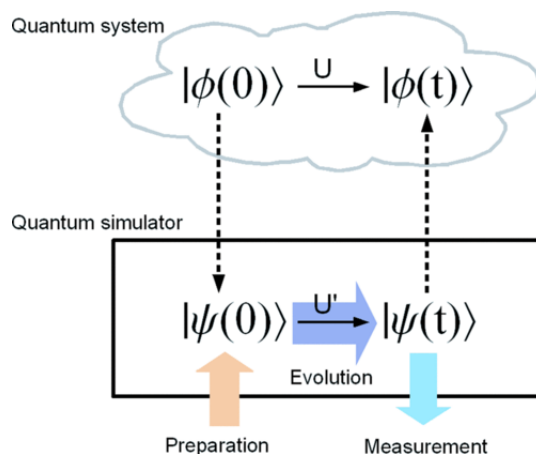 Quantum system
U
|ϕ(0)⟩ |ϕ(t)⟩
Quantum simulator
U'
|ψ(0)⟩ |ψ(t)⟩
Evolution
Preparation Measurement